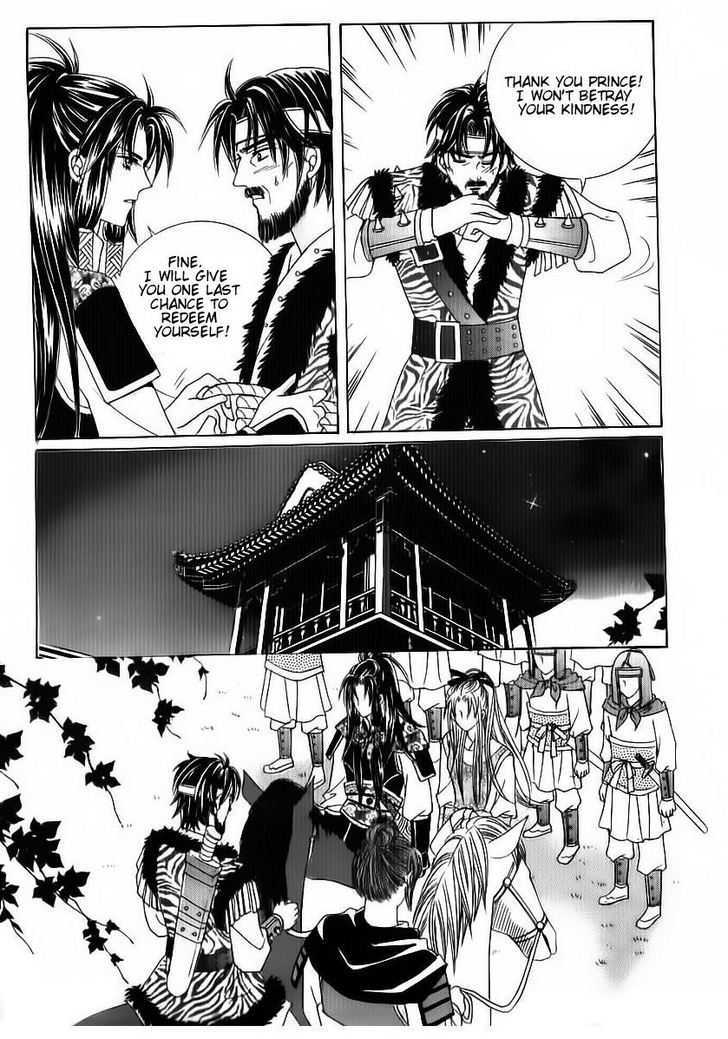 FINE.
I WILL GIVE
YOU ONE LAST
CHANCE TO
REDEEM
YOURSELF!
THANK YOU PRINCE!
I WON'T BETRAY
YOUR KINDNESS!